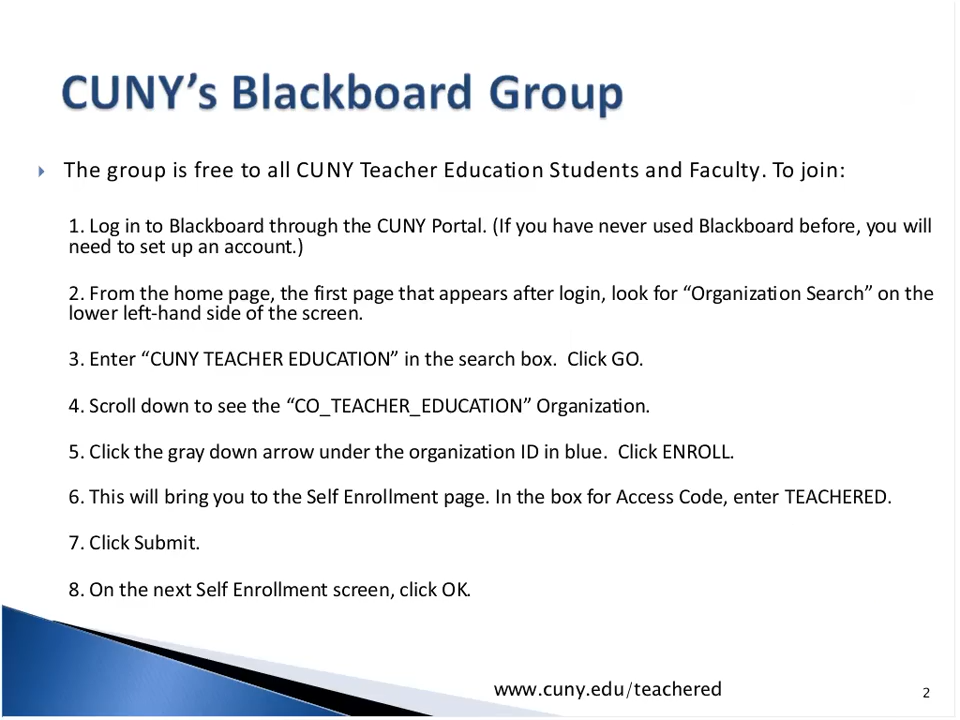 CUNY’s Blackboard Group
The group is free to all CUNY Teacher Education Students and Faculty. To join:
1. Log in to Blackboard through the CUNY Portal. (If you have never used Blackboard before, you will
need to set up an account.)
2. From the home page, the first page that appears after login, look for “Organization Search” on the
lower left-hand side of the screen.
3. Enter “CUNY TEACHER EDUCATION” in the search box.  Click GO.
4. Scroll down to see the “CO_TEACHER_EDUCATION” Organization.
5. Click the gray down arrow under the organization ID in blue.  Click ENROLL.
6. This will bring you to the Self Enrollment page. In the box for Access Code, enter TEACHERED.
7. Click Submit.
8. On the next Self Enrollment screen, click OK.
www.cuny.edu/teachered
2